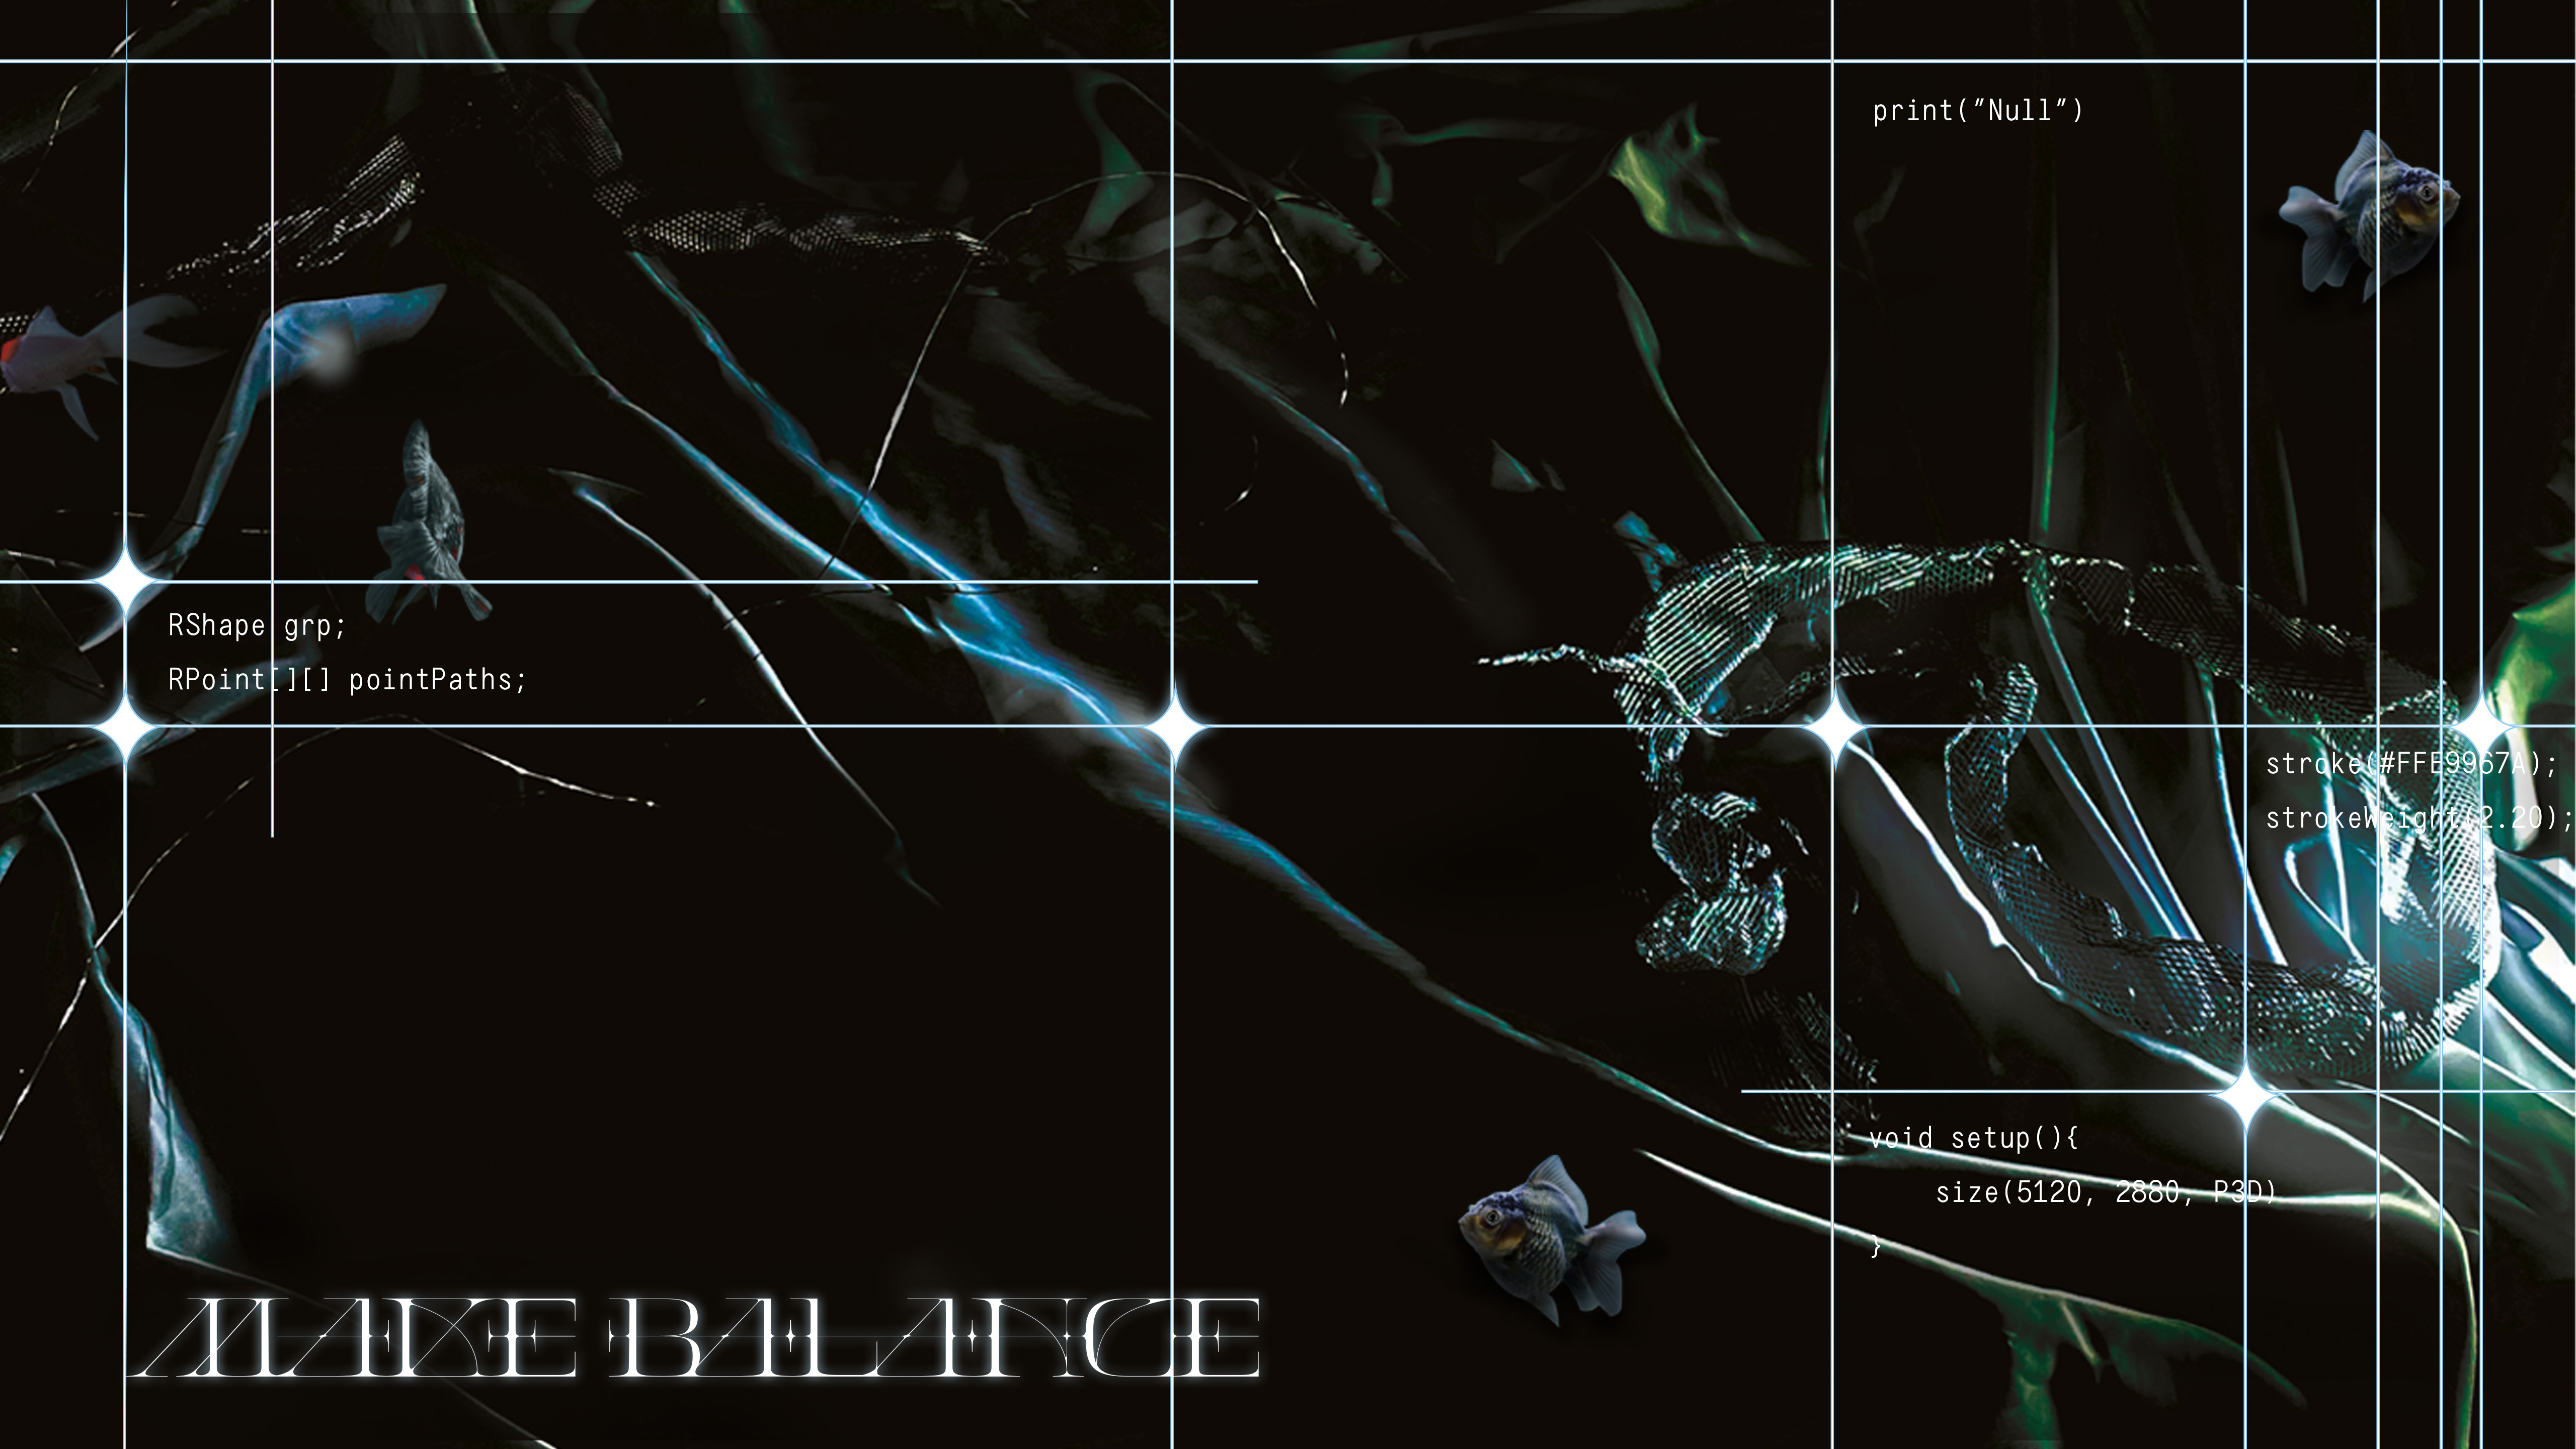 print("Null")
RShape grp;
RPoint[][] pointPaths;
stroke(#FFE9967A);
strokeWeight(2.20);
void setup(){
size(5120, 2880, P3D)
}
MAKE BALANCE